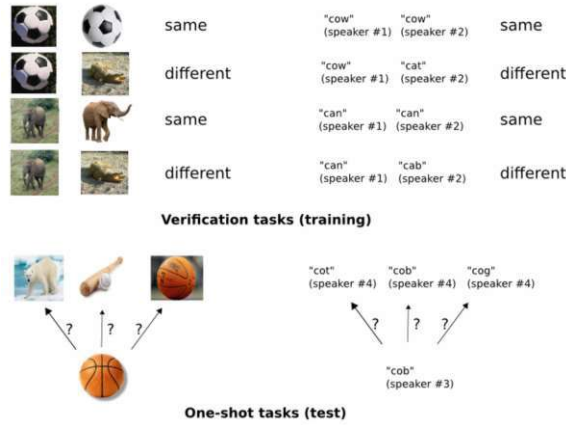 same "cow" "cow" same
(speaker #1) (speaker #2)
different "cow" "cat" different
(speaker #1) (speaker #2)
same "can" "can" same
(speaker #1) (speaker #2)
different "can" "cab" different
(speaker #1) (speaker #2)
Verification tasks (training)
"cot" "cob" "cog"
(speaker #4) (speaker #4) (speaker #4)
? ? ? ? ? ?
"cob"
(speaker #3)
One-shot tasks (test)